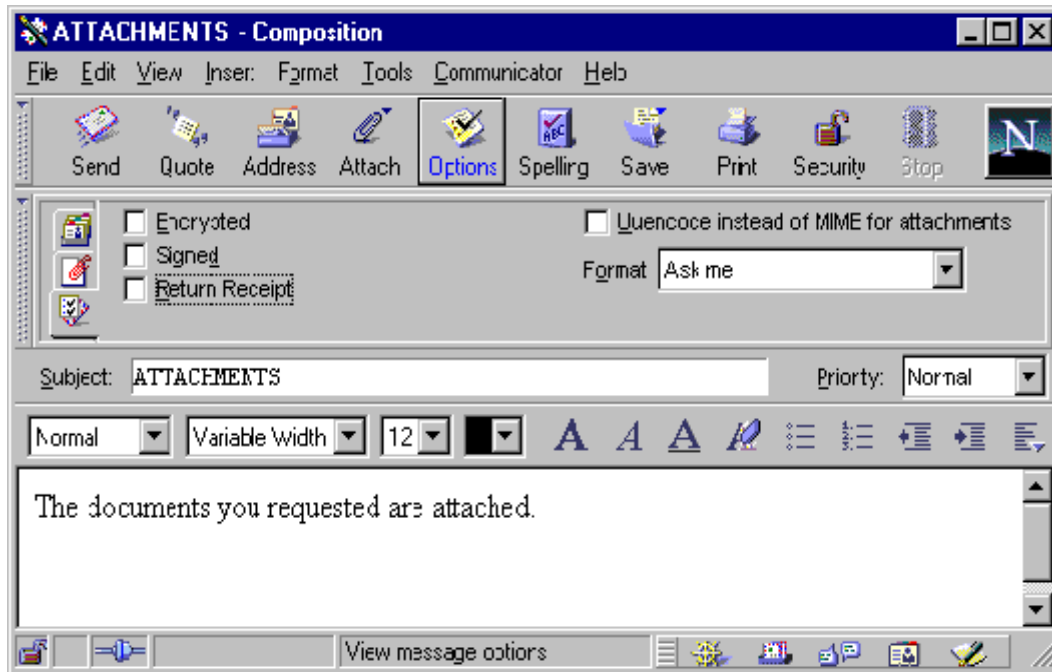 ATTACHMENTS - Composition
File Edit View Insert Format Tools Communicator Help
Send Quote Address Attach Options Spelling Save Print Security Stop
N
Encrypted
Uuencode instead of MIME for attachments
Signed
Format Ask me
Return Receipt
Subject: ATTACHMENTS Priority: Normal
Normal Variable Width 12 A A A
The documents you requested are attached.
View message options